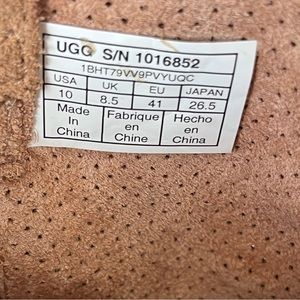 UGG S/N 1016852
1BHT79VV9PVYUQC
USA UK EU JAPAN
10 8.5 41 26.5
Made Fabrique Hecho
In en en
China Chine China